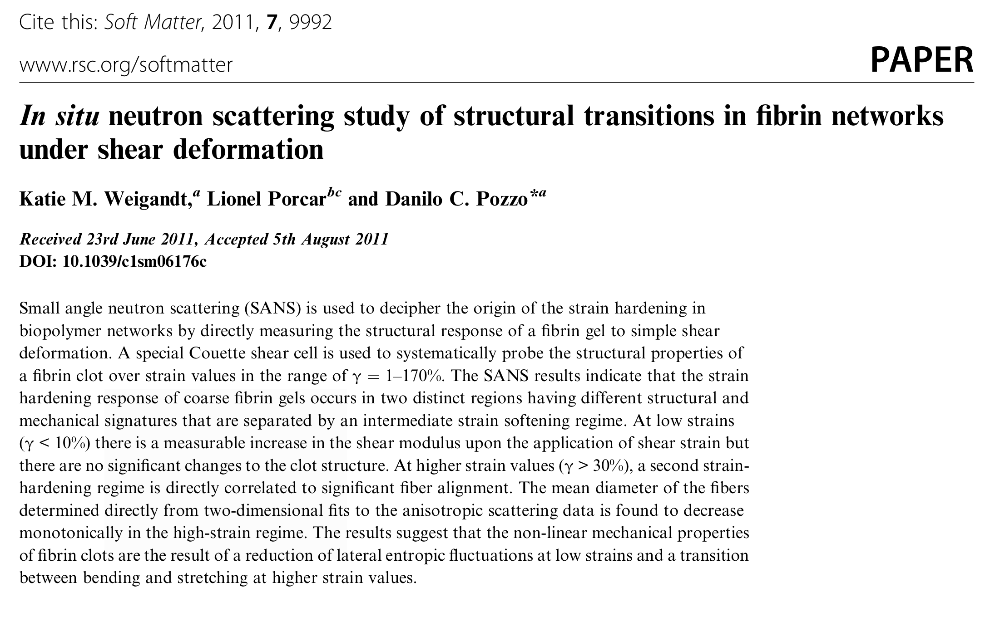 Cite this: Soft Matter, 2011, 7, 9992
www.rsc.org/softmatter
PAPER
In situ neutron scattering study of structural transitions in fibrin networks
under shear deformation
Katie M. Weigandt,a Lionel Porcarbc and Danilo C. Pozzo*a
Received 23rd June 2011, Accepted 5th August 2011
DOI: 10.1039/c1sm06176c
Small angle neutron scattering (SANS) is used to decipher the origin of the strain hardening in
biopolymer networks by directly measuring the structural response of a fibrin gel to simple shear
deformation. A special Couette shear cell is used to systematically probe the structural properties of
a fibrin clot over strain values in the range of γ = 1–170%. The SANS results indicate that the strain
hardening response of coarse fibrin gels occurs in two distinct regions having different structural and
mechanical signatures that are separated by an intermediate strain softening regime. At low strains
(γ < 10%) there is a measurable increase in the shear modulus upon the application of shear strain but
there are no significant changes to the clot structure. At higher strain values (γ > 30%), a second strain-
hardening regime is directly correlated to significant fiber alignment. The mean diameter of the fibers
determined directly from two-dimensional fits to the anisotropic scattering data is found to decrease
monotonically in the high-strain regime. The results suggest that the non-linear mechanical properties
of fibrin clots are the result of a reduction of lateral entropic fluctuations at low strains and a transition
between bending and stretching at higher strain values.